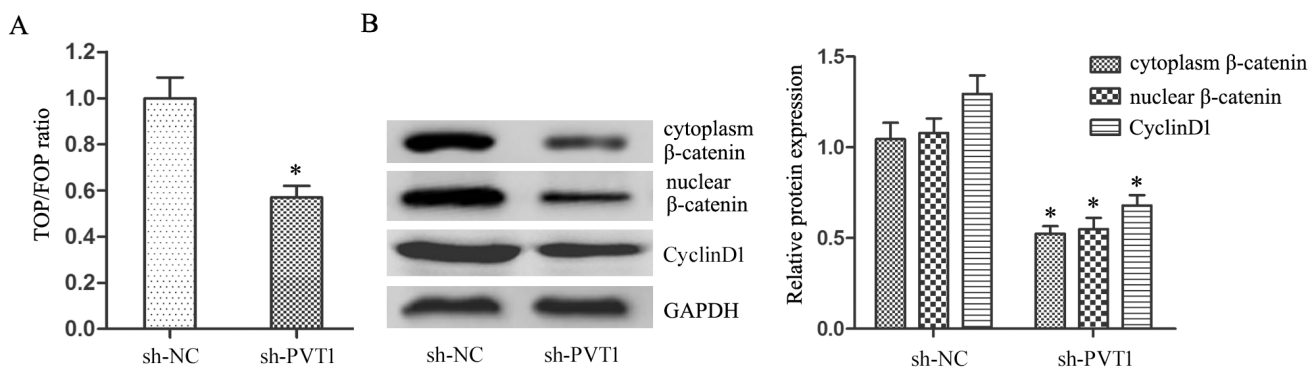 A
TOP/FOP ratio
1.2
1.0
0.8
0.6
0.4
0.2
0.0
*
sh-NC
sh-PVT1
B
cytoplasm
β-catenin
nuclear
β-catenin
CyclinD1
GAPDH
sh-NC
sh-PVT1
Relative protein expression
1.5
1.0
0.5
0.0
*
*
*
sh-NC
sh-PVT1
cytoplasm β-catenin
nuclear β-catenin
CyclinD1